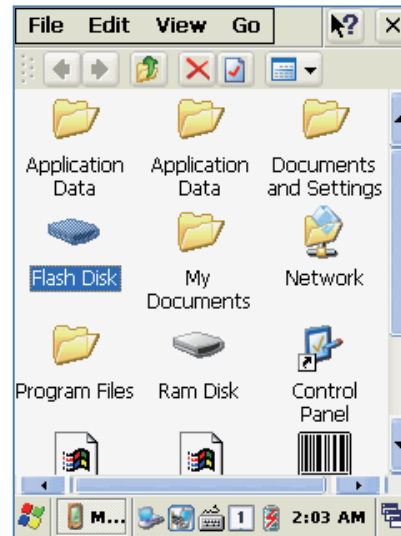 File Edit View Go ?
Application Data Application Data Documents and Settings
Flash Disk My Documents Network
Program Files Ram Disk Control Panel
M... 1 2:03 AM